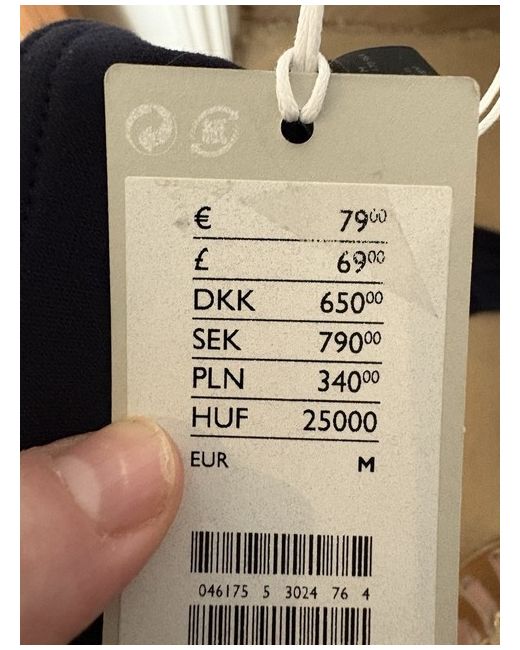 € 79⁰⁰
£ 69⁰⁰
DKK 650⁰⁰
SEK 790⁰⁰
PLN 340⁰⁰
HUF 25000
EUR M
046175 5 3024 76 4